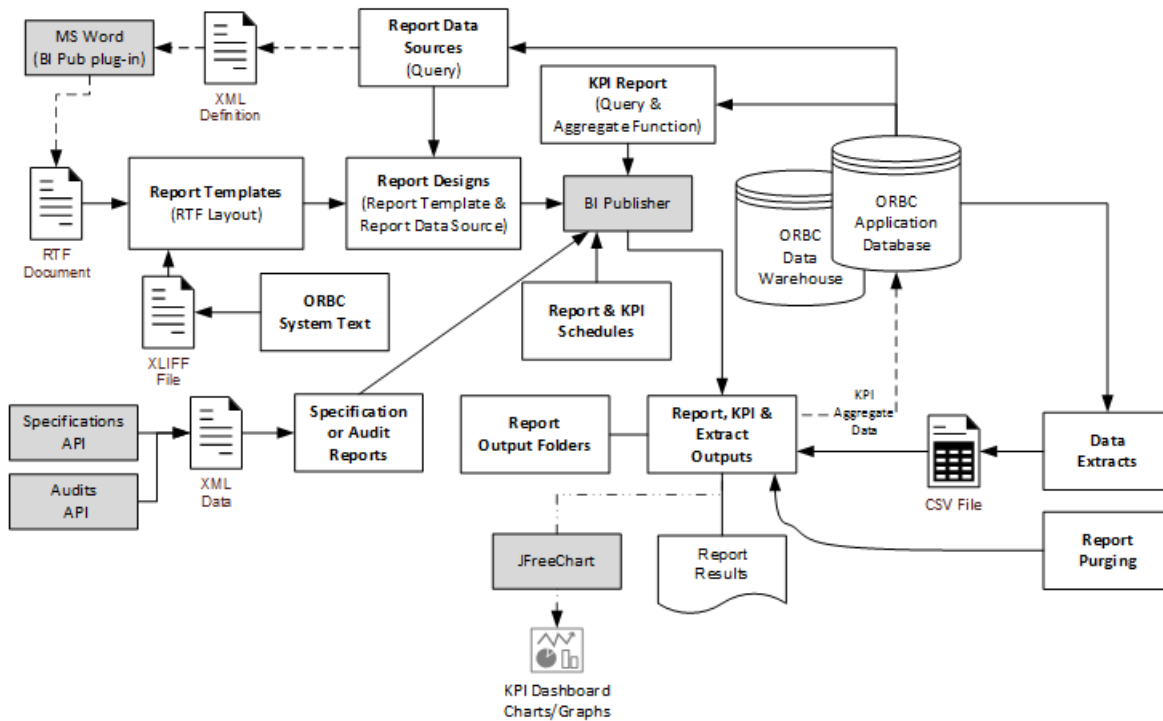 MS Word
(BI Pub plug-in)
XML
Definition
Report Data
Sources
(Query)
KPI Report
(Query &
Aggregate Function)
RTF
Document
Report Templates
(RTF Layout)
Report Designs
(Report Template &
Report Data Source)
BI Publisher
ORBC
Data
Warehouse
ORBC
Application
Database
XLIFF
File
ORBC
System Text
Report & KPI
Schedules
Specifications
API
Audits
API
XML
Data
Specification
or Audit
Reports
Report
Output Folders
Report, KPI &
Extract
Outputs
KPI
Aggregate
Data
CSV File
Data
Extracts
Report
Purging
JFreeChart
Report
Results
KPI Dashboard
Charts/Graphs